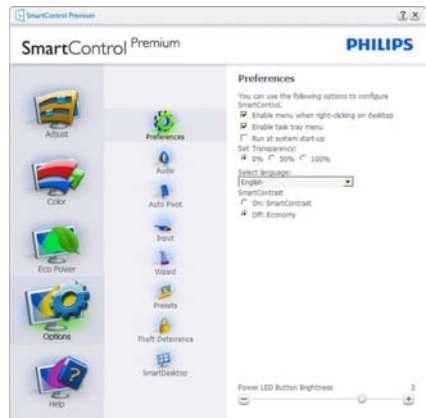 SmartControl Premium
SmartControl Premium
PHILIPS
Adjust
Color
Eco Power
Options
Help
Preferences
Audio
Auto Pivot
Input
Wizard
Presets
Theft Deterrence
SmartDesktop
Preferences
You can use the following options to configure
SmartControl.
Enable menu when right-clicking on desktop
Enable task tray menu
Run at system start-up
Set Transparency:
0% 50% 100%
Select language:
English
SmartContrast
On: SmartContrast
Off: Economy
Power LED Button Brightness 3